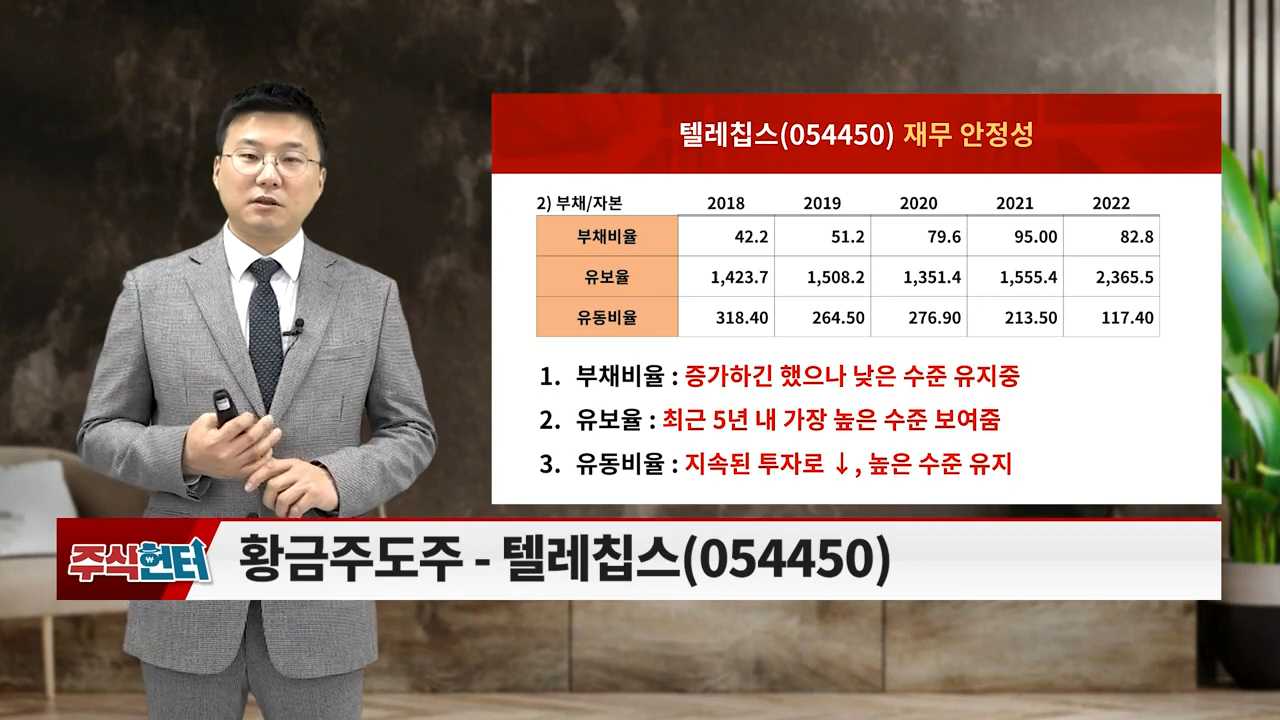 텔레칩스(054450) 재무 안정성
2) 부채/자본 2018 2019 2020 2021 2022
부채비율 42.2 51.2 79.6 95.00 82.8
유보율 1,423.7 1,508.2 1,351.4 1,555.4 2,365.5
유동비율 318.40 264.50 276.90 213.50 117.40
1. 부채비율 : 증가하긴 했으나 낮은 수준 유지중
2. 유보율 : 최근 5년 내 가장 높은 수준 보여줌
3. 유동비율 : 지속된 투자로 ↓, 높은 수준 유지
주식헌터 황금주도주 - 텔레칩스(054450)